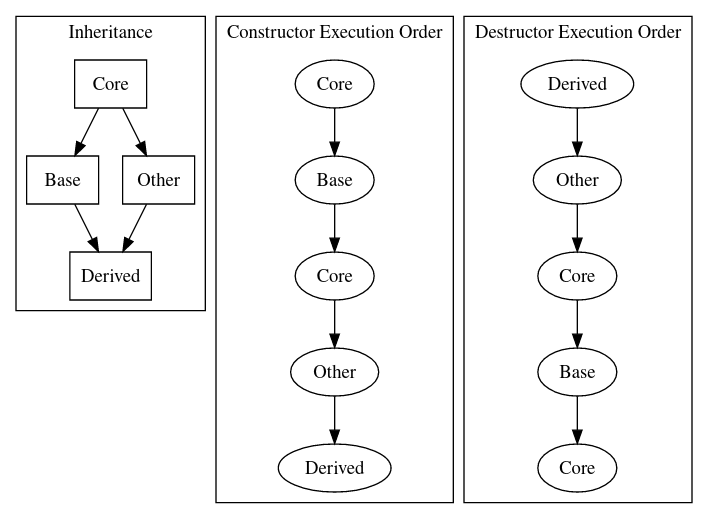 Inheritance
Core
Base
Other
Derived
Constructor Execution Order
Core
Base
Core
Other
Derived
Destructor Execution Order
Derived
Other
Core
Base
Core